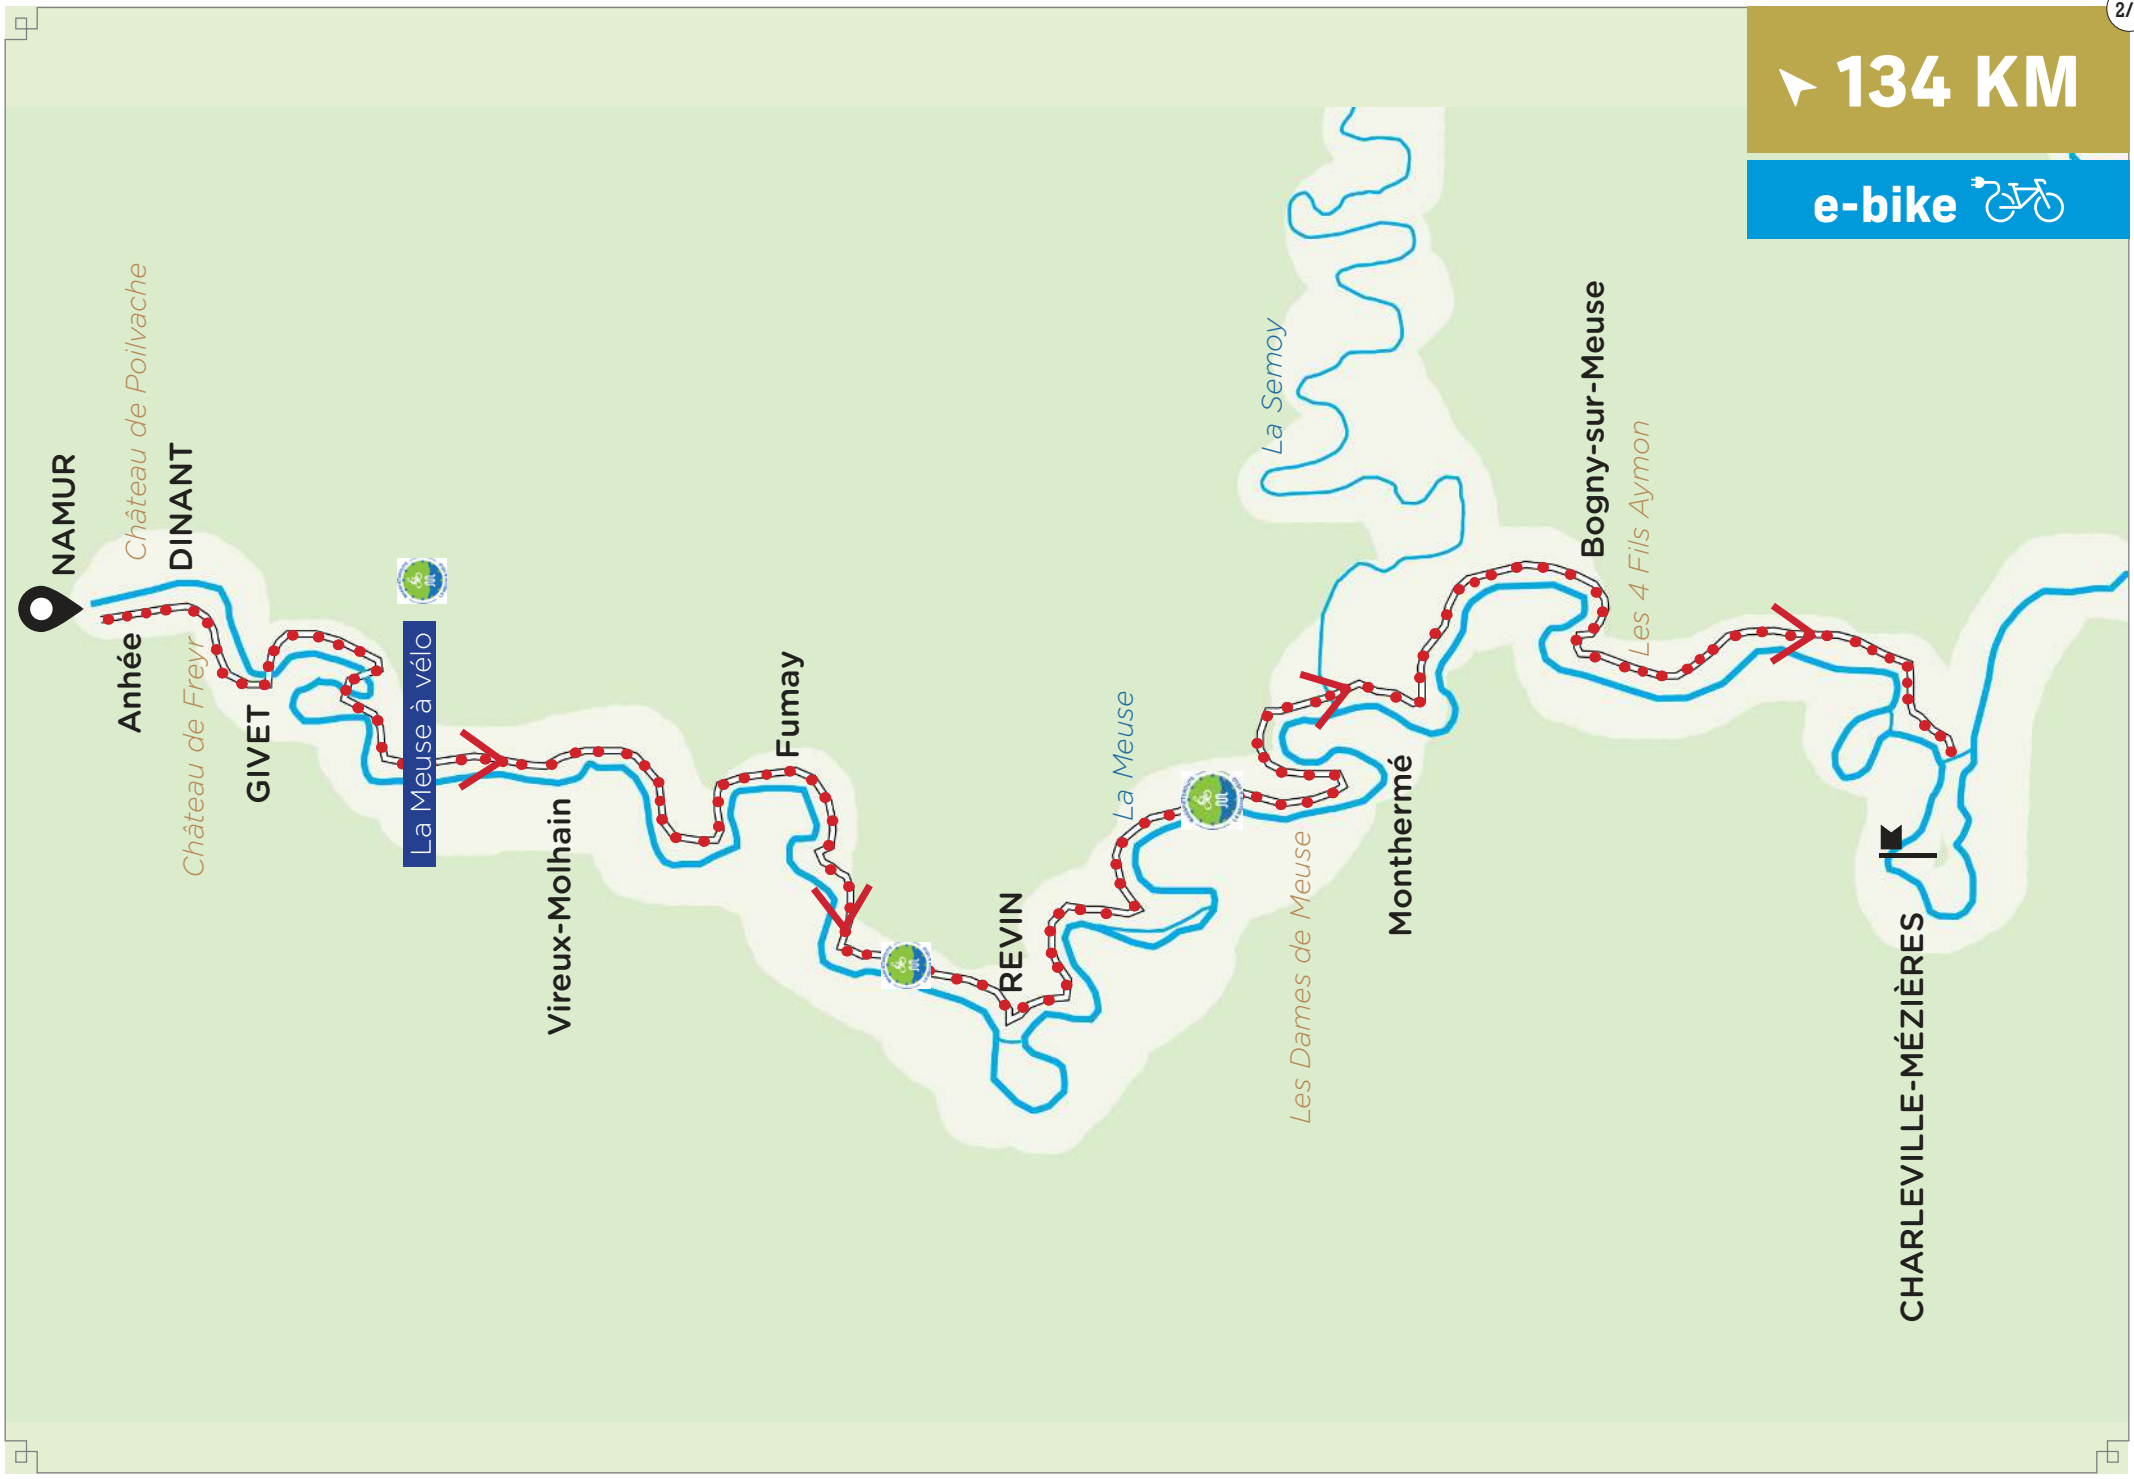 2/
134 KM
e-bike
NAMUR
Château de Poilvache
DINANT
Anhée
Château de Freyr
GIVET
La Meuse à vélo
Vireux-Molhain
Fumay
REVIN
La Meuse
La Semoy
Les Dames de Meuse
Monthermé
Bogny-sur-Meuse
Les 4 Fils Aymon
CHARLEVILLE-MÉZIÈRES